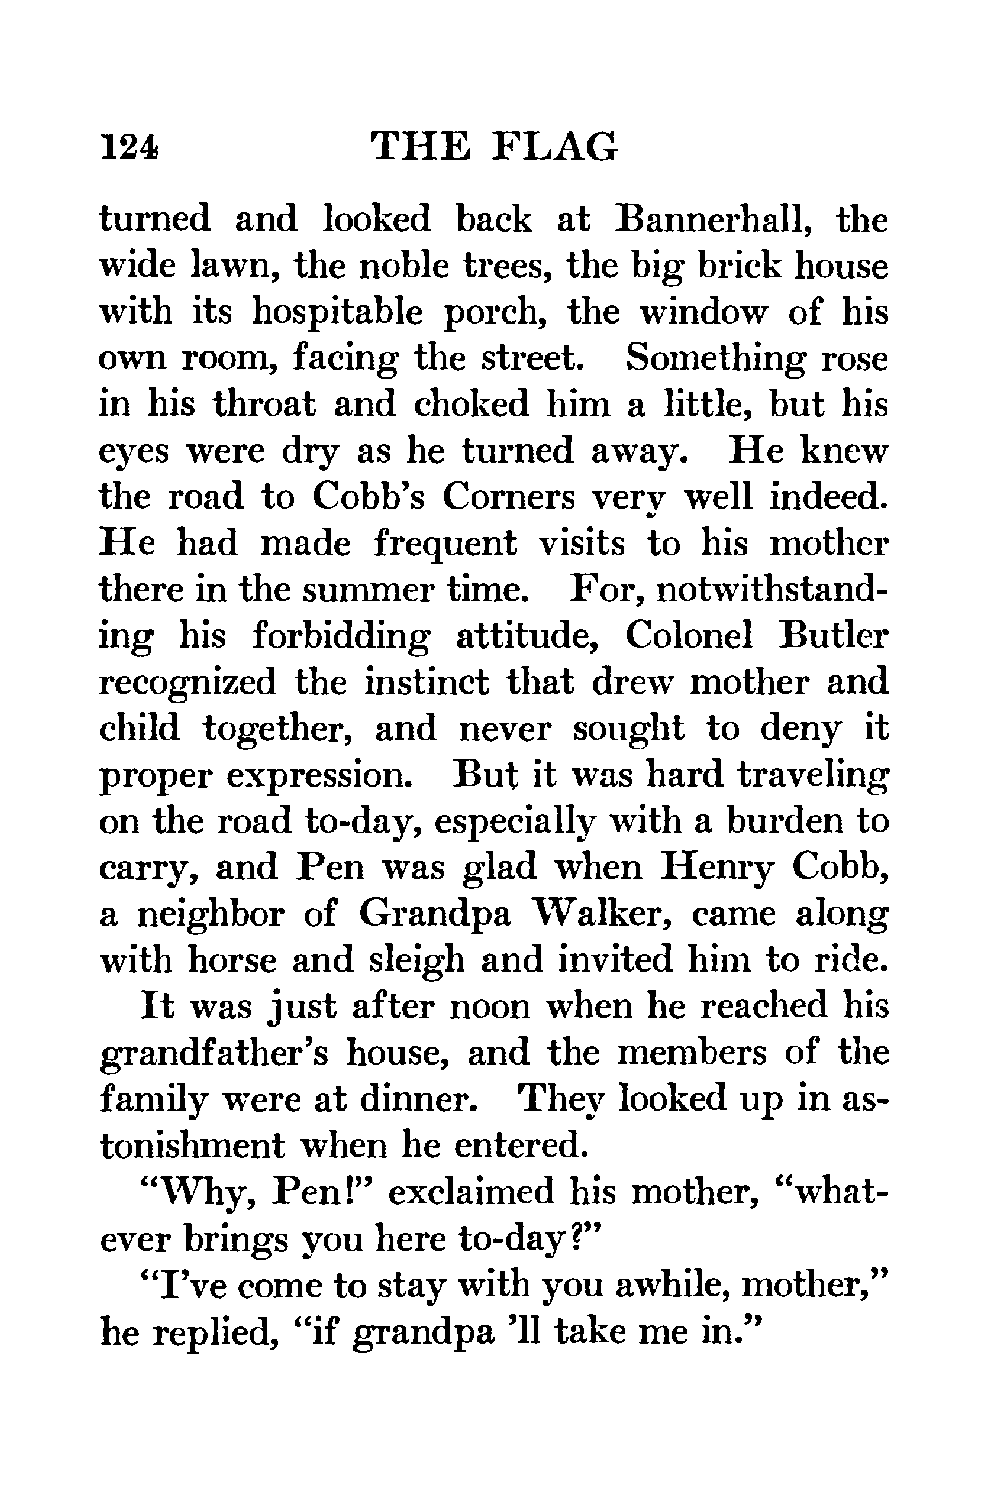 124 THE FLAG
turned and looked back at Bannerhall, the
wide lawn, the noble trees, the big brick house
with its hospitable porch, the window of his
own room, facing the street. Something rose
in his throat and choked him a little, but his
eyes were dry as he turned away. He knew
the road to Cobb’s Corners very well indeed.
He had made frequent visits to his mother
there in the summer time. For, notwithstand-
ing his forbidding attitude, Colonel Butler
recognized the instinct that drew mother and
child together, and never sought to deny it
proper expression. But it was hard traveling
on the road to-day, especially with a burden to
carry, and Pen was glad when Henry Cobb,
a neighbor of Grandpa Walker, came along
with horse and sleigh and invited him to ride.
It was just after noon when he reached his
grandfather’s house, and the members of the
family were at dinner. They looked up in as-
tonishment when he entered.
“Why, Pen!” exclaimed his mother, “what-
ever brings you here to-day?”
“I’ve come to stay with you awhile, mother,”
he replied, “if grandpa ’ll take me in.”